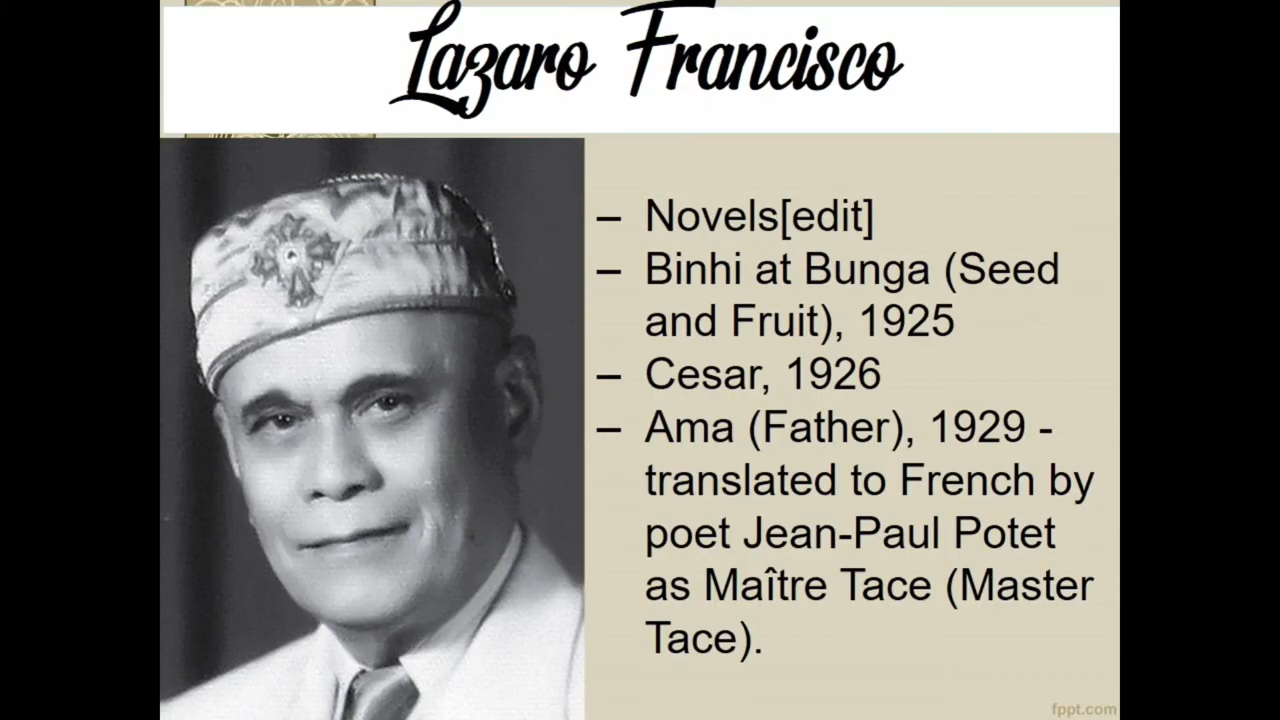 Lazaro Francisco
– Novels[edit]
– Binhi at Bunga (Seed
and Fruit), 1925
– Cesar, 1926
– Ama (Father), 1929 -
translated to French by
poet Jean-Paul Potet
as Maître Tace (Master
Tace).
fppt.com